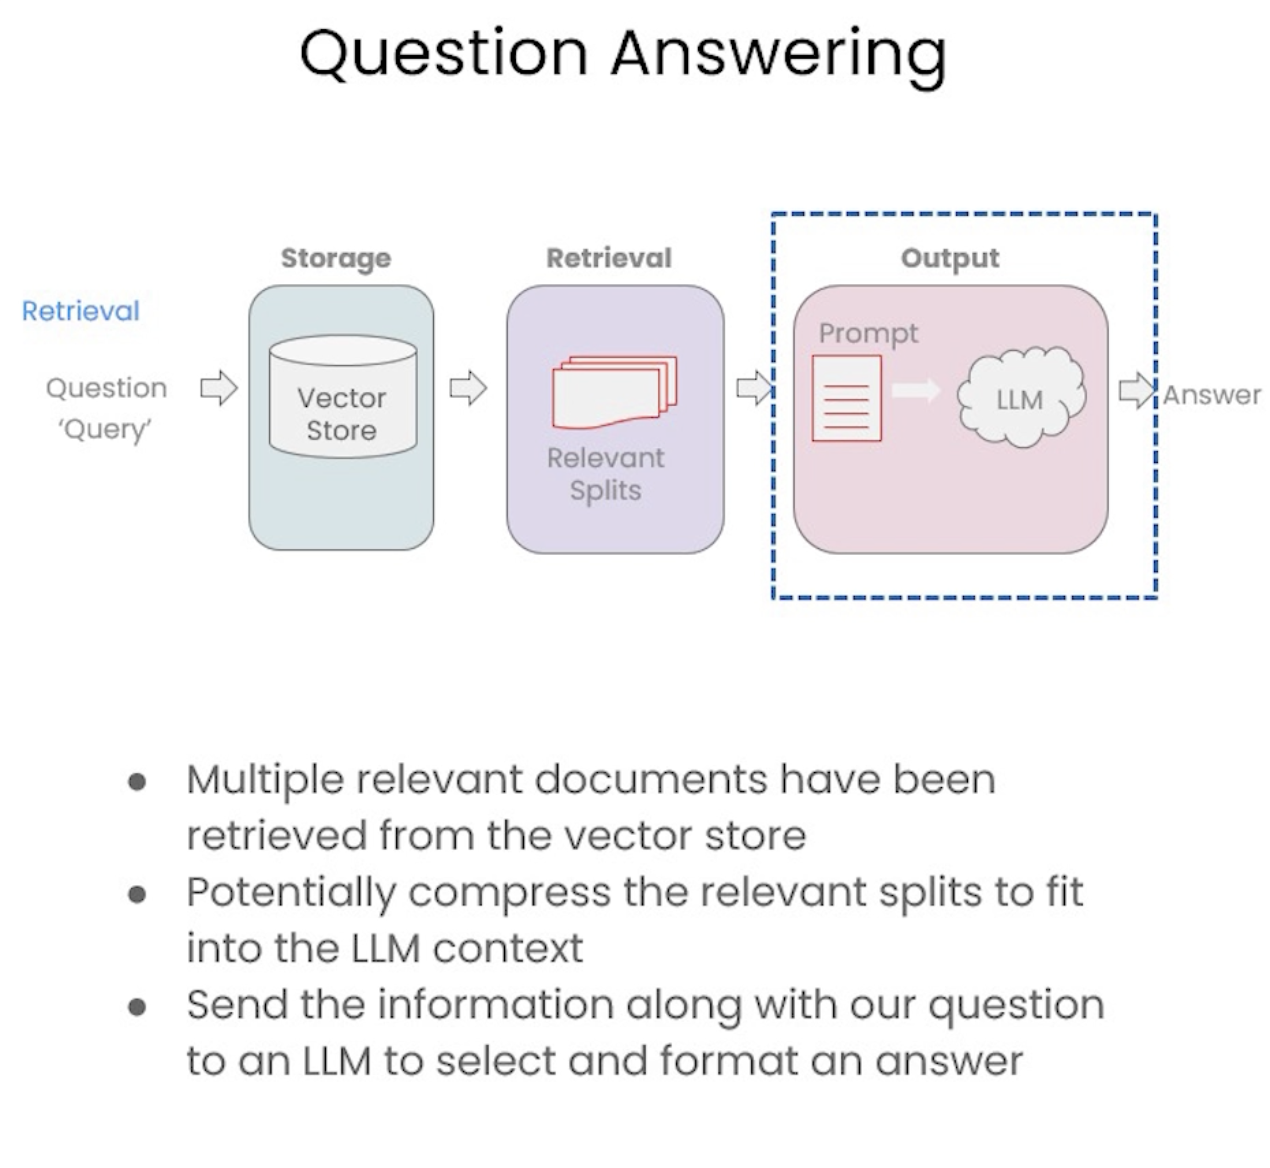 Question Answering
Storage
Retrieval
Output
Retrieval
Question
‘Query’
Vector
Store
Relevant
Splits
Prompt
LLM
Answer
● Multiple relevant documents have been
retrieved from the vector store
● Potentially compress the relevant splits to fit
into the LLM context
● Send the information along with our question
to an LLM to select and format an answer